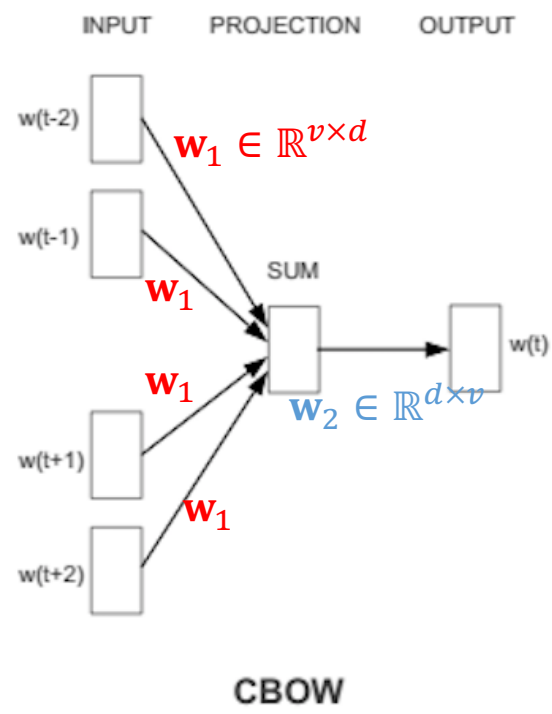 INPUT PROJECTION OUTPUT
w(t-2)
𝐰₁ ∈ ℝ^{v×d}
w(t-1)
SUM
𝐰₁
w(t)
𝐰₁
𝐰₂ ∈ ℝ^{d×v}
w(t+1)
𝐰₁
w(t+2)
CBOW